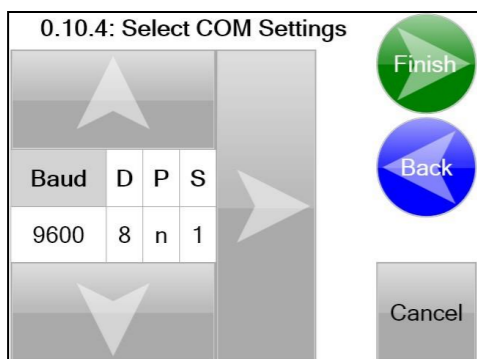 0.10.4: Select COM Settings
Finish
Back
Baud D P S
9600 8 n 1
Cancel